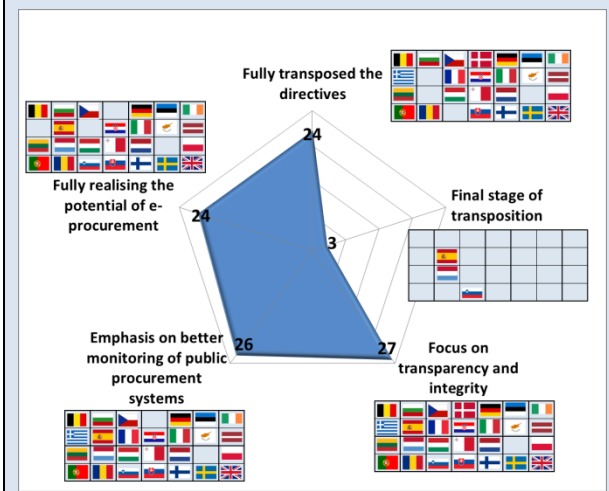 Fully transposed the
directives
24
Fully realising the
potential of e-
procurement
24
Final stage of
transposition
3
Emphasis on better
monitoring of public
procurement
systems
26
27
Focus on
transparency and
integrity